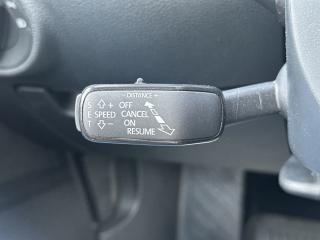 - DISTANCE +
S + OFF
E SPEED CANCEL
T - ON
RESUME